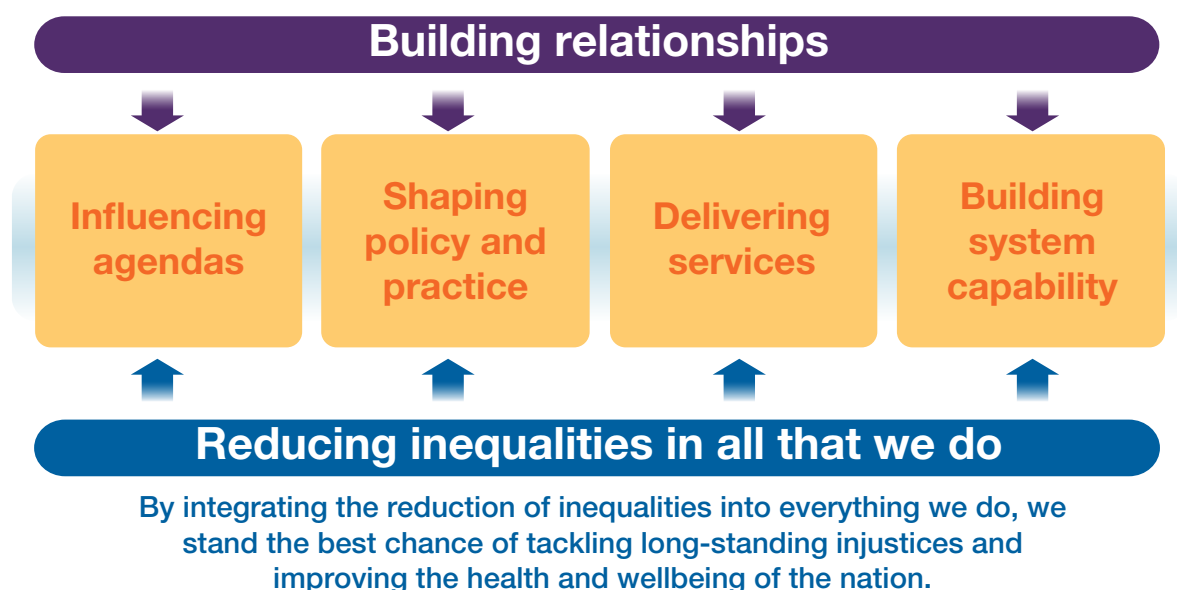 Building relationships
Influencing
agendas
Shaping
policy and
practice
Delivering
services
Building
system
capability
Reducing inequalities in all that we do
By integrating the reduction of inequalities into everything we do, we
stand the best chance of tackling long-standing injustices and
improving the health and wellbeing of the nation.